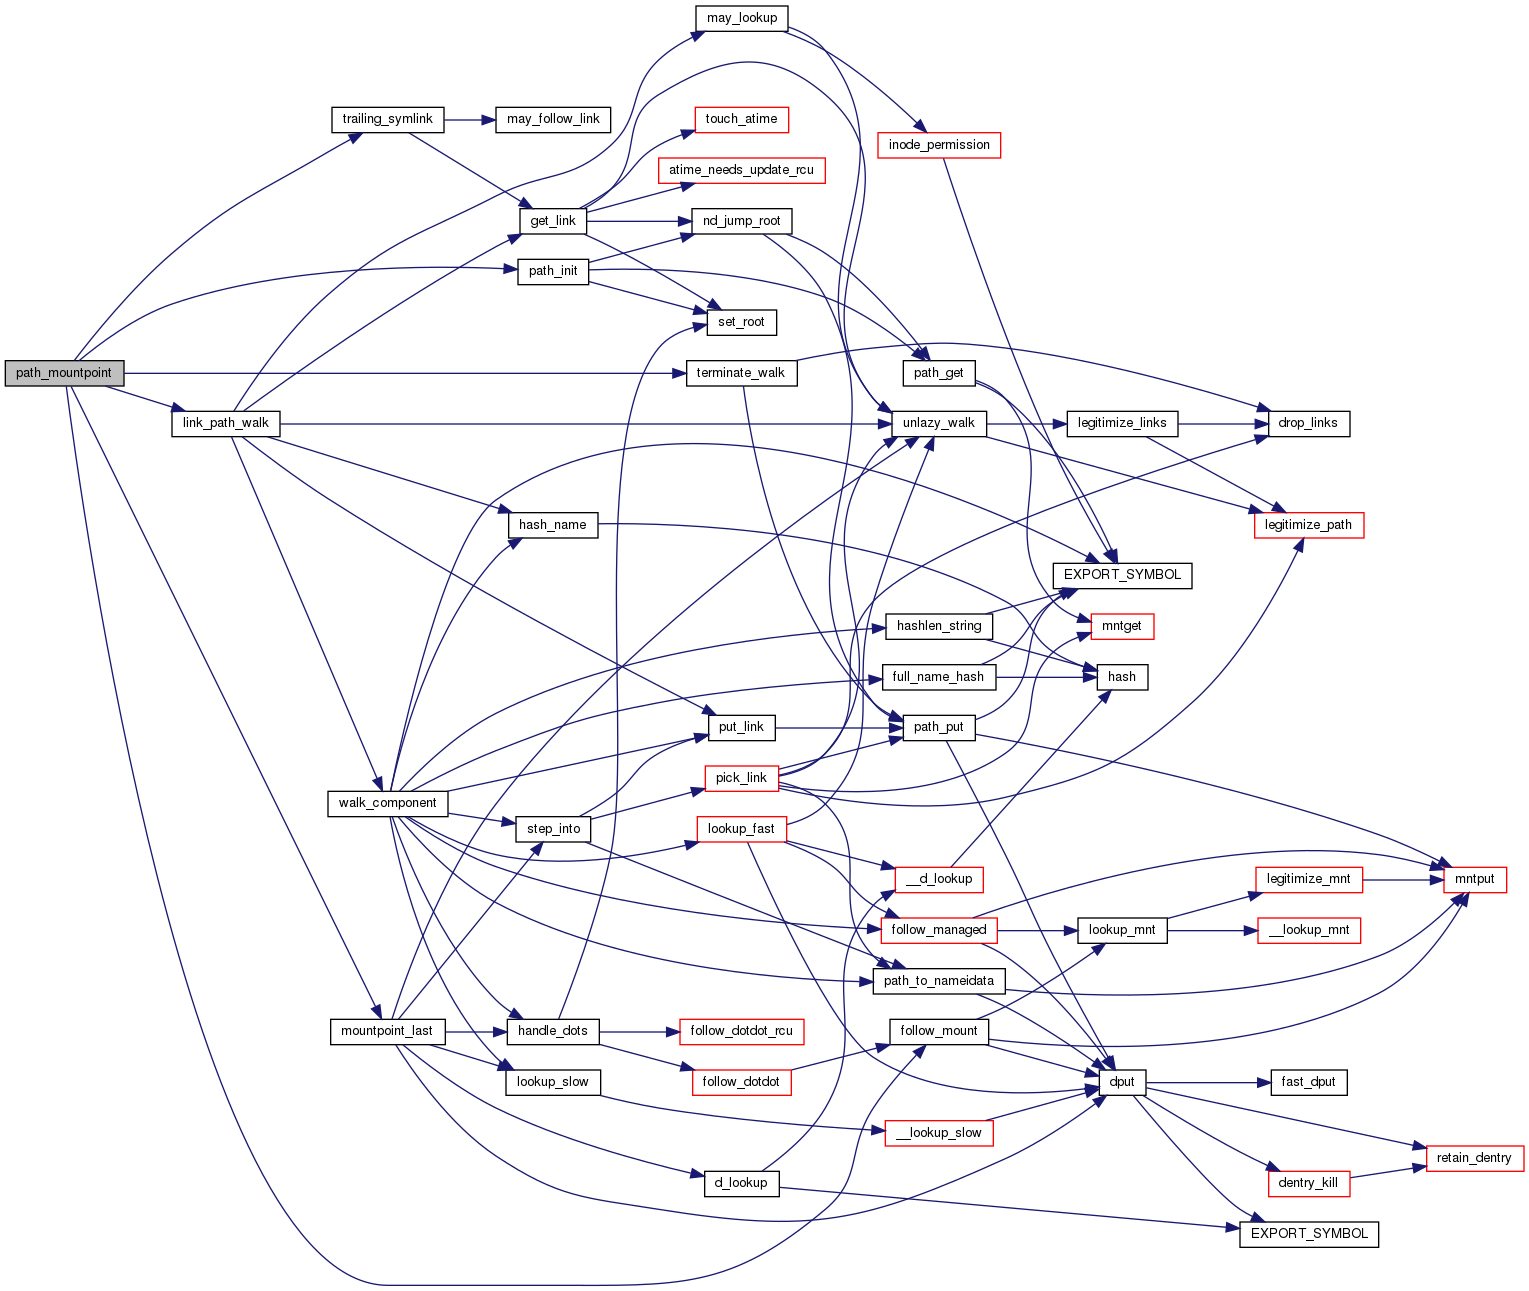 may_lookup
trailing_symlink
may_follow_link
touch_atime
inode_permission
atime_needs_update_rcu
get_link
nd_jump_root
path_init
set_root
path_mountpoint
terminate_walk
path_get
link_path_walk
unlazy_walk
legitimize_links
drop_links
hash_name
legitimize_path
EXPORT_SYMBOL
hashlen_string
mntget
full_name_hash
hash
put_link
path_put
pick_link
walk_component
step_into
lookup_fast
__d_lookup
legitimize_mnt
mntput
follow_managed
lookup_mnt
__lookup_mnt
path_to_nameidata
mountpoint_last
handle_dots
follow_dotdot_rcu
follow_mount
lookup_slow
follow_dotdot
dput
fast_dput
__lookup_slow
retain_dentry
d_lookup
dentry_kill
EXPORT_SYMBOL